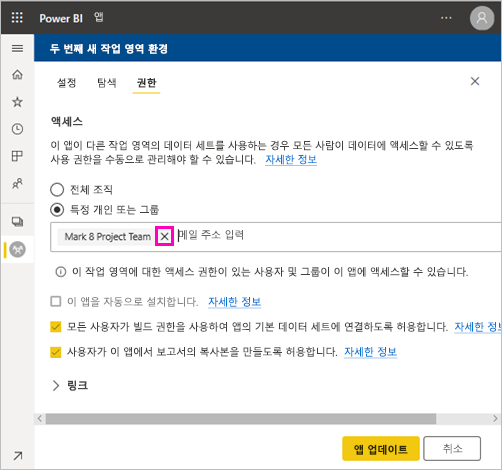 Power BI 앱
두 번째 새 작업 영역 환경
설정 탐색 권한
액세스
이 앱이 다른 작업 영역의 데이터 세트를 사용하는 경우 모든 사람이 데이터에 액세스할 수 있도록
사용 권한을 수동으로 관리해야 할 수 있습니다. 자세한 정보
전체 조직
특정 개인 또는 그룹
Mark 8 Project Team 메일 주소 입력
이 작업 영역에 대한 액세스 권한이 있는 사용자 및 그룹이 이 앱에 액세스할 수 있습니다.
이 앱을 자동으로 설치합니다. 자세한 정보
모든 사용자가 빌드 권한을 사용하여 앱의 기본 데이터 세트에 연결하도록 허용합니다. 자세한 정보
사용자가 이 앱에서 보고서의 복사본을 만들도록 허용합니다. 자세한 정보
링크
앱 업데이트 취소